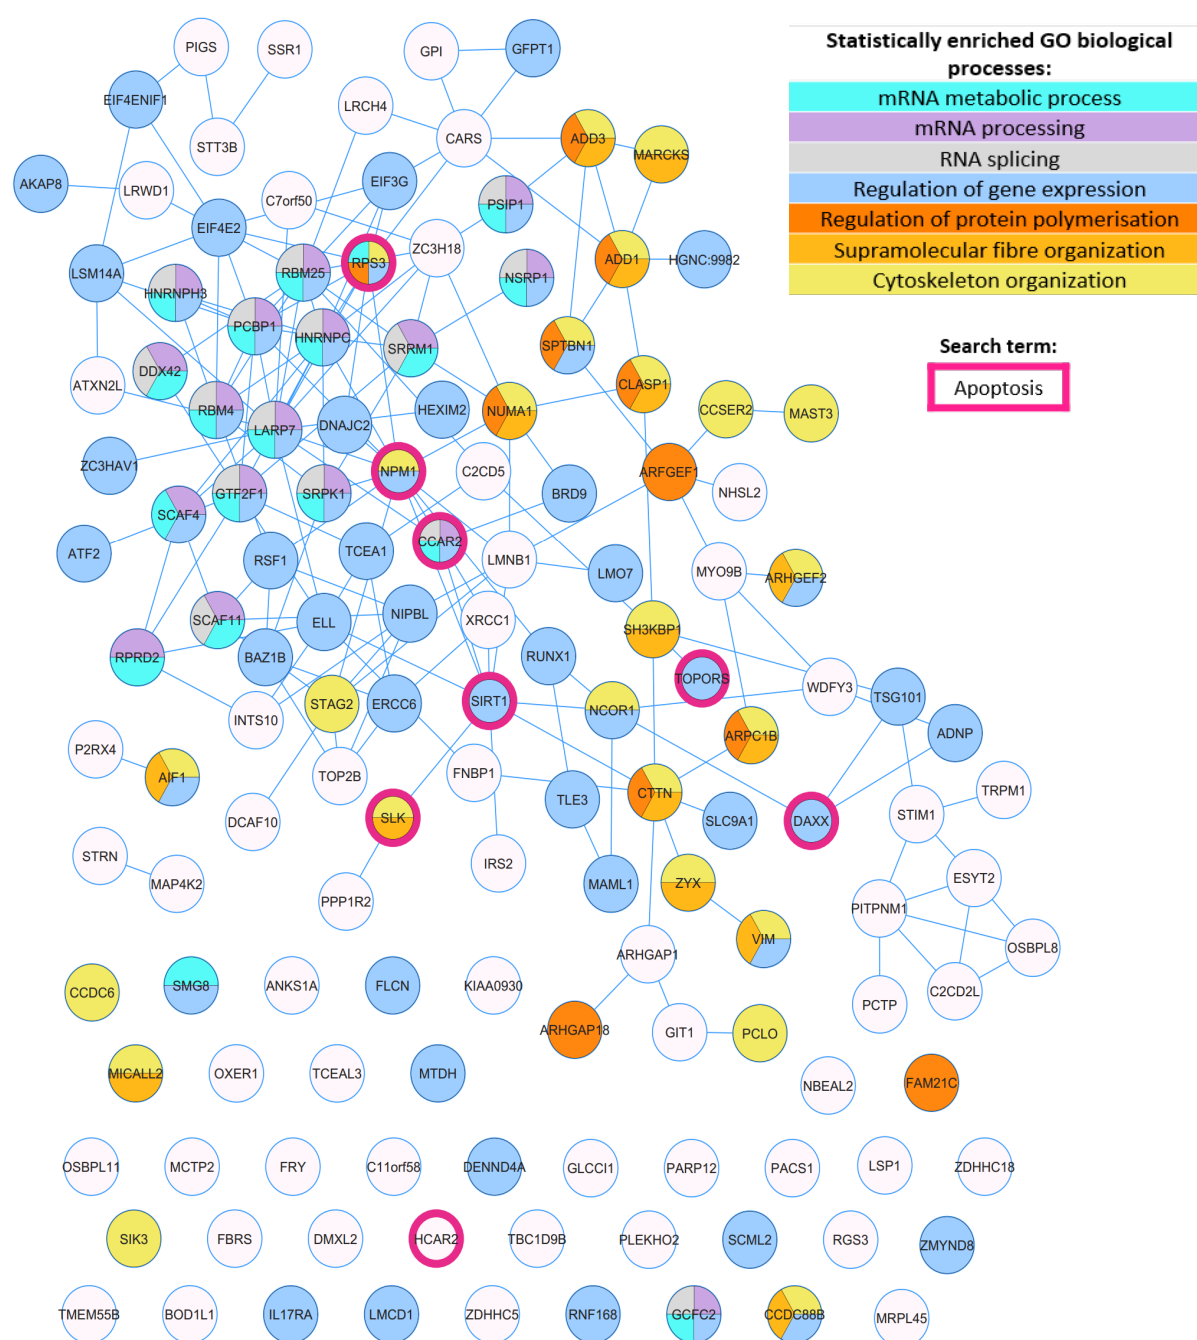 Statistically enriched GO biological
processes:
mRNA metabolic process
mRNA processing
RNA splicing
Regulation of gene expression
Regulation of protein polymerisation
Supramolecular fibre organization
Cytoskeleton organization
Search term:
Apoptosis
PIGS
SSR1
GPI
GFPT1
EIF4ENIF1
LRCH4
STT3B
CARS
ADD3
MARCKS
AKAP8
LRWD1
EIF3G
C7orf50
PSIP1
EIF4E2
ZC3H18
ADD1
HGNC:9982
LSM14A
RBM25
RPS3
NSRP1
HNRNPH3
PCBP1
HNRNPC
SRRM1
SPTBN1
DDX42
ATXN2L
CLASP1
RBM4
HEXIM2
NUMA1
CCSER2
MAST3
LARP7
DNAJC2
ZC3HAV1
NPM1
C2CD5
ARFGEF1
GTF2F1
SRPK1
BRD9
NHSL2
SCAF4
CCAR2
ATF2
RSF1
TCEA1
LMNB1
LMO7
MYO9B
ARHGEF2
SCAF11
ELL
NIPBL
XRCC1
SH3KBP1
RPRD2
BAZ1B
RUNX1
TOPORS
WDFY3
TSG101
INTS10
STAG2
ERCC6
SIRT1
NCOR1
ARPC1B
ADNP
P2RX4
AIF1
TOP2B
FNBP1
TLE3
CTTN
SLC9A1
DAXX
STIM1
TRPM1
DCAF10
SLK
STRN
MAP4K2
IRS2
MAML1
ZYX
ESYT2
PPP1R2
PITPNM1
VIM
OSBPL8
ARHGAP1
C2CD2L
PCTP
CCDC6
SMG8
ANKS1A
FLCN
KIAA0930
ARHGAP18
GIT1
PCLO
MICALL2
OXER1
TCEAL3
MTDH
NBEAL2
FAM21C
OSBPL11
MCTP2
FRY
C11orf58
DENND4A
GLCCI1
PARP12
PACS1
LSP1
ZDHHC18
SIK3
FBRS
DMXL2
HCAR2
TBC1D9B
PLEKHO2
SCML2
RGS3
ZMYND8
TMEM55B
BOD1L1
IL17RA
LMCD1
ZDHHC5
RNF168
GCFC2
CCDC88B
MRPL45